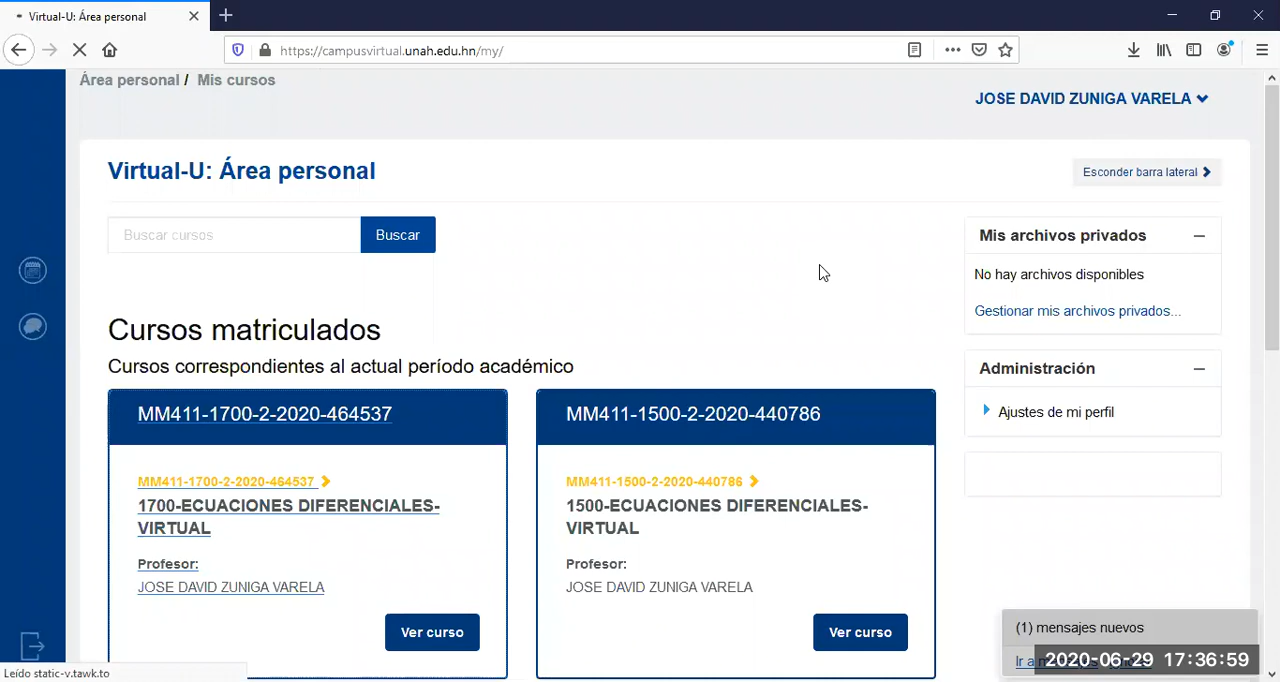 Virtual-U: Área personal
https://campusvirtual.unah.edu.hn/my/
Área personal / Mis cursos
JOSE DAVID ZUNIGA VARELA
Virtual-U: Área personal
Esconder barra lateral
Buscar cursos
Buscar
Mis archivos privados
No hay archivos disponibles
Gestionar mis archivos privados...
Cursos matriculados
Cursos correspondientes al actual período académico
Administración
Ajustes de mi perfil
MM411-1700-2-2020-464537
MM411-1700-2-2020-464537
1700-ECUACIONES DIFERENCIALES-
VIRTUAL
Profesor:
JOSE DAVID ZUNIGA VARELA
Ver curso
MM411-1500-2-2020-440786
MM411-1500-2-2020-440786
1500-ECUACIONES DIFERENCIALES-
VIRTUAL
Profesor:
JOSE DAVID ZUNIGA VARELA
Ver curso
(1) mensajes nuevos
Ir a
2020-06-29 17:36:59
Leído static-v.tawk.to